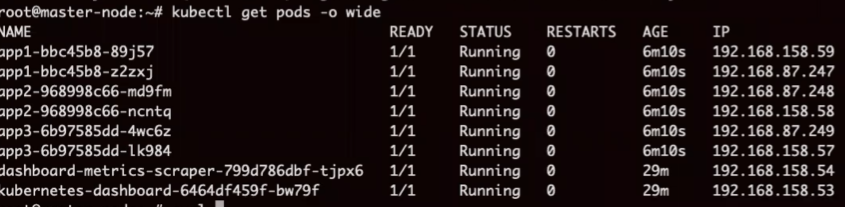 root@master-node:~# kubectl get pods -o wide
NAME READY STATUS RESTARTS AGE IP
app1-bbc45b8-89j57 1/1 Running 0 6m10s 192.168.158.59
app1-bbc45b8-z2zxj 1/1 Running 0 6m10s 192.168.87.247
app2-968998c66-md9fm 1/1 Running 0 6m10s 192.168.87.248
app2-968998c66-ncntq 1/1 Running 0 6m10s 192.168.158.58
app3-6b97585dd-4wc6z 1/1 Running 0 6m10s 192.168.87.249
app3-6b97585dd-lk984 1/1 Running 0 6m10s 192.168.158.57
dashboard-metrics-scraper-799d786dbf-tjpx6 1/1 Running 0 29m 192.168.158.54
kubernetes-dashboard-6464df459f-bw79f 1/1 Running 0 29m 192.168.158.53